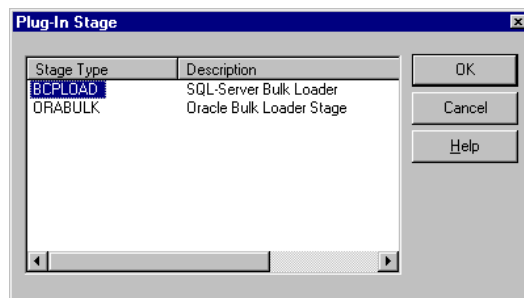 Plug-In Stage
Stage Type Description
BCPLOAD SQL-Server Bulk Loader
ORABULK Oracle Bulk Loader Stage
OK
Cancel
Help